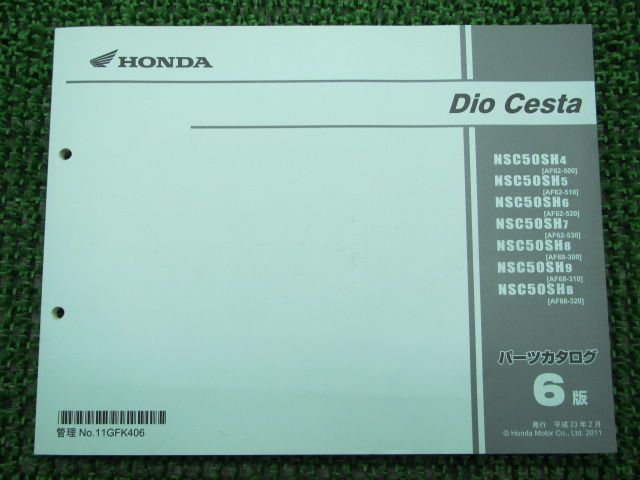 HONDA
Dio Cesta
NSC50SH4
[AF62-500]
NSC50SH5
[AF62-510]
NSC50SH6
[AF62-520]
NSC50SH7
[AF62-530]
NSC50SH8
[AF68-300]
NSC50SH9
[AF68-310]
NSC50SHB
[AF68-320]
パーツカタログ
6版
発行 平成23年2月
© Honda Motor Co., Ltd. 2011
管理 No.11GFK406